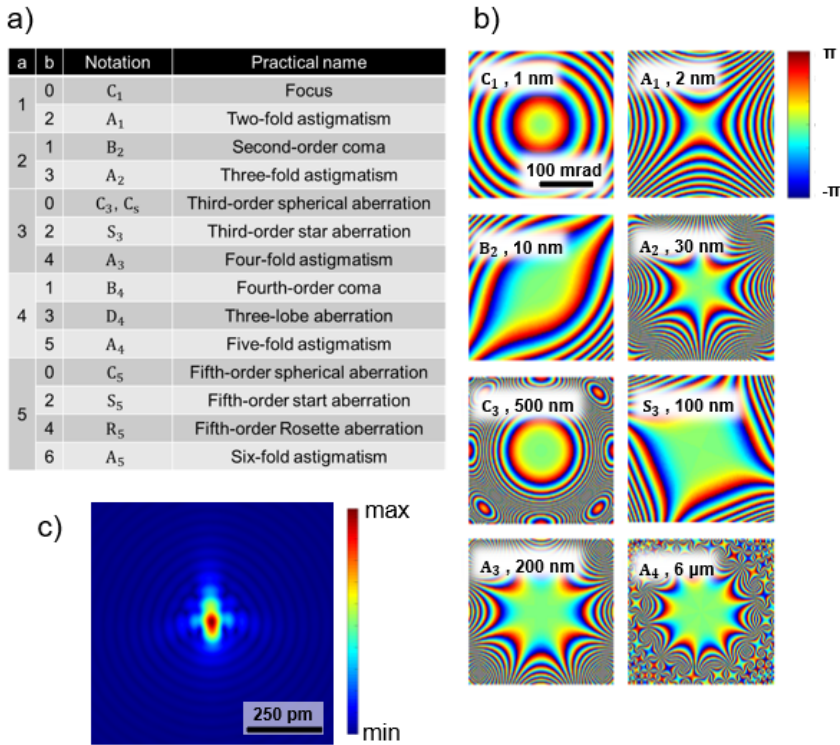 a)
a b Notation Practical name
1
0 C₁ Focus
2 A₁ Two-fold astigmatism
2
1 B₂ Second-order coma
3 A₂ Three-fold astigmatism
3
0 C₃, Cₛ Third-order spherical aberration
2 S₃ Third-order star aberration
4 A₃ Four-fold astigmatism
4
1 B₄ Fourth-order coma
3 D₄ Three-lobe aberration
5 A₄ Five-fold astigmatism
5
0 C₅ Fifth-order spherical aberration
2 S₅ Fifth-order start aberration
4 R₅ Fifth-order Rosette aberration
6 A₅ Six-fold astigmatism
b)
C₁ , 1 nm
100 mrad
A₁ , 2 nm
π
-π
B₂ , 10 nm
A₂ , 30 nm
C₃ , 500 nm
S₃ , 100 nm
A₃ , 200 nm
A₄ , 6 μm
c)
max
250 pm
min